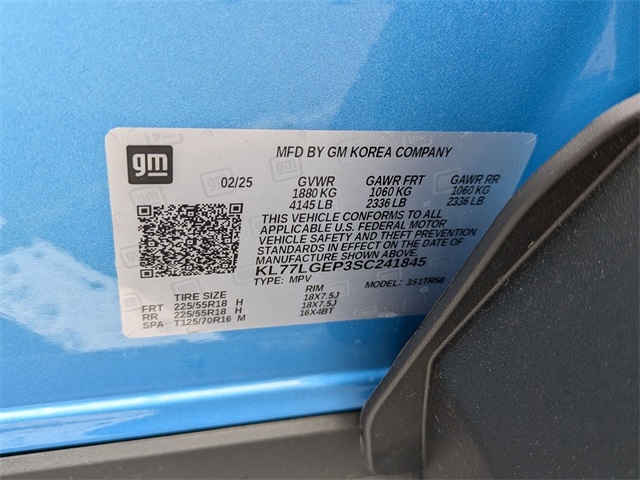 gm
MFD BY GM KOREA COMPANY
02/25 GVWR GAWR FRT GAWR RR
1880 KG 1060 KG 1060 KG
4145 LB 2336 LB 2336 LB
THIS VEHICLE CONFORMS TO ALL
APPLICABLE U.S. FEDERAL MOTOR
VEHICLE SAFETY AND THEFT PREVENTION
STANDARDS IN EFFECT ON THE DATE OF
MANUFACTURE SHOWN ABOVE.
KL77LGEP3SC241845
TYPE: MPV MODEL: 351TR56
TIRE SIZE RIM
FRT 225/55R18 H 18X7.5J
RR 225/55R18 H 18X7.5J
SPA T125/70R16 M 16X4BT